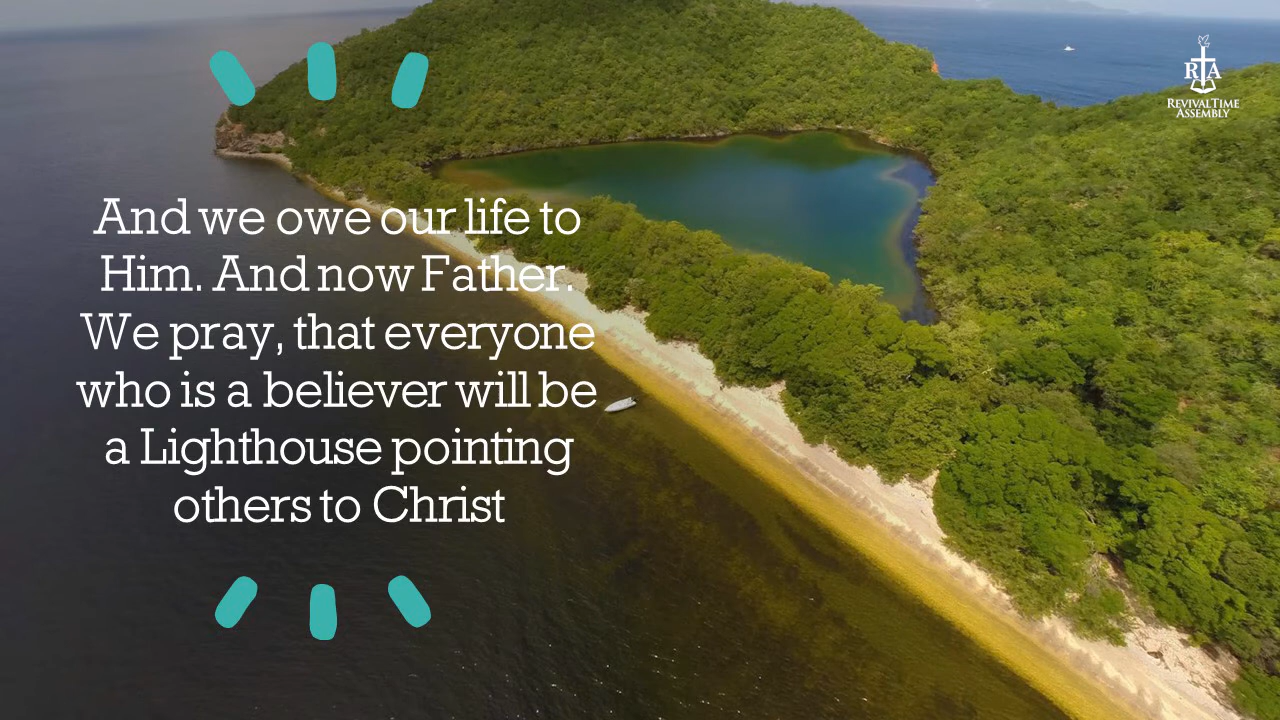 RTA
REVIVALTIME
ASSEMBLY
And we owe our life to
Him. And now Father.
We pray, that everyone
who is a believer will be
a Lighthouse pointing
others to Christ